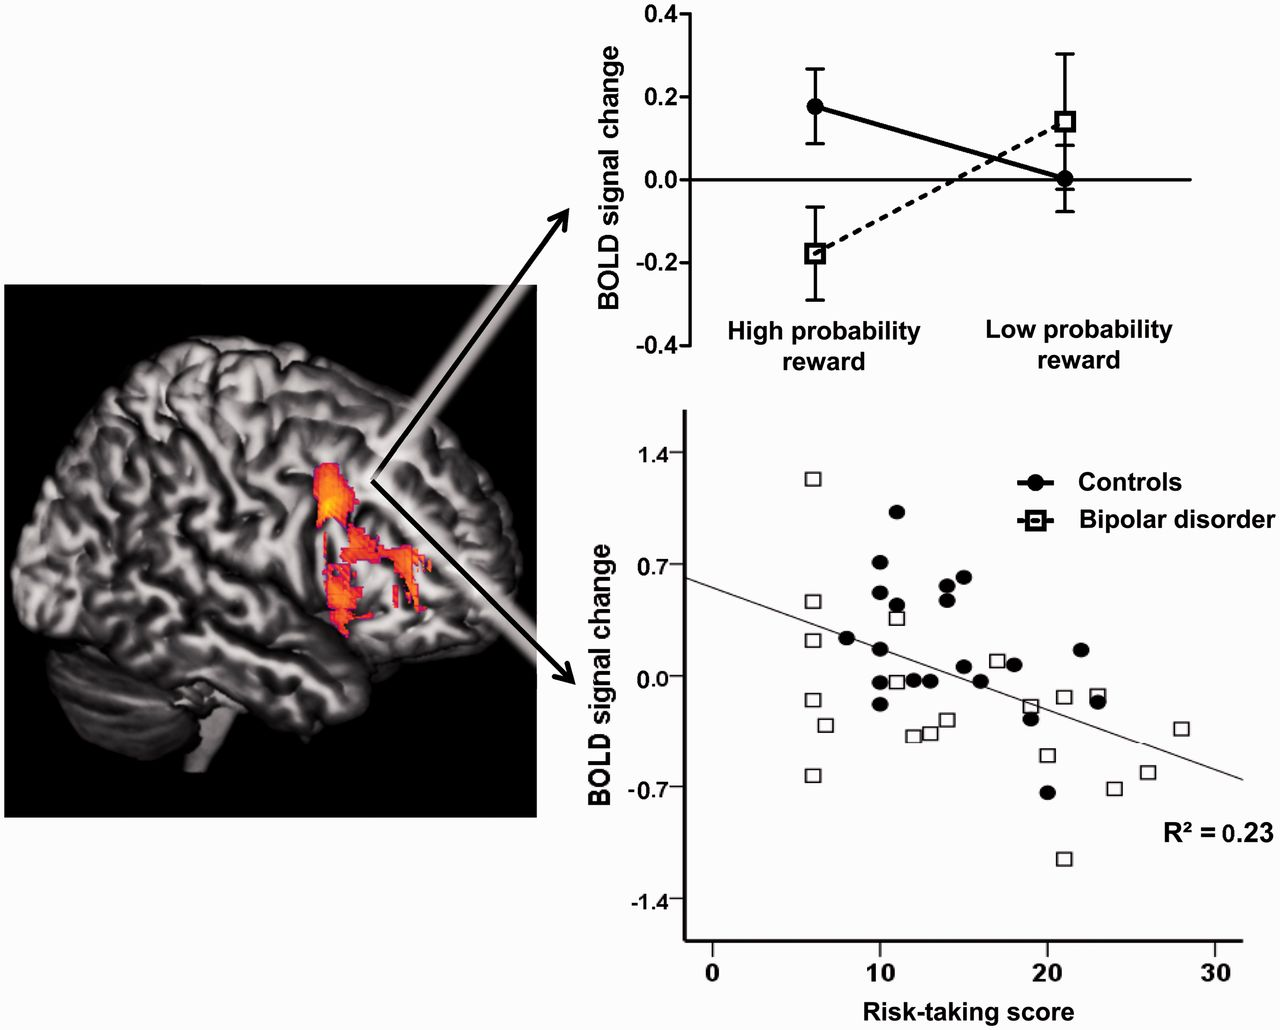 BOLD signal change
0.4
0.2
0.0
-0.2
-0.4
High probability
reward
Low probability
reward
BOLD signal change
1.4
0.7
0.0
-0.7
-1.4
Controls
Bipolar disorder
R² = 0.23
0 10 20 30
Risk-taking score